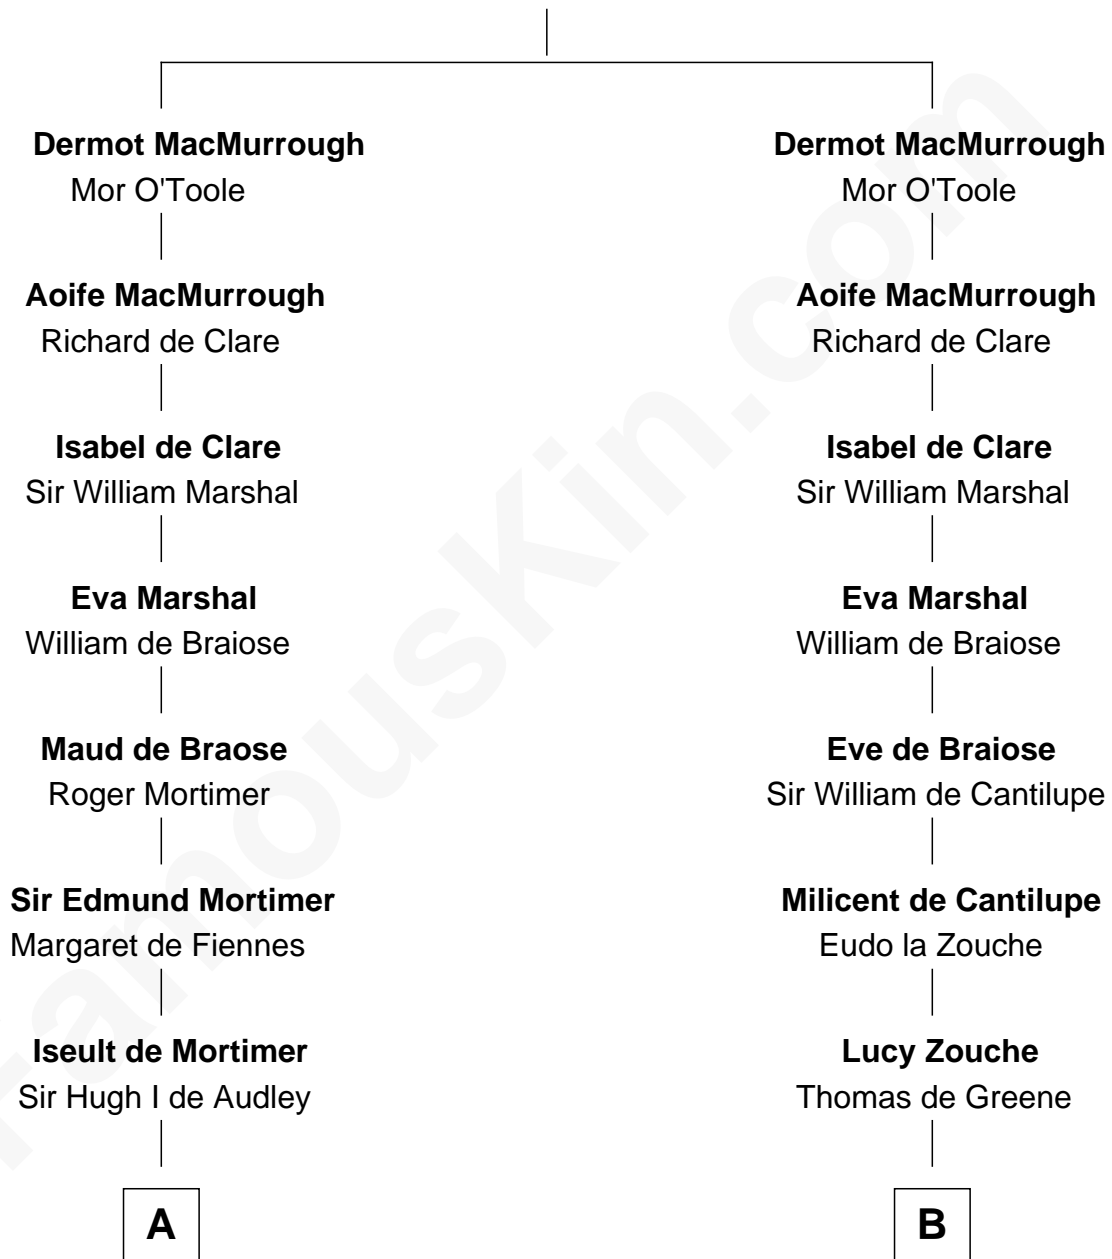 Dermot MacMurrough
Mor O'Toole
Aoife MacMurrough
Richard de Clare
Isabel de Clare
Sir William Marshal
Eva Marshal
William de Braiose
Maud de Braose
Roger Mortimer
Sir Edmund Mortimer
Margaret de Fiennes
Iseult de Mortimer
Sir Hugh I de Audley
A
Dermot MacMurrough
Mor O'Toole
Aoife MacMurrough
Richard de Clare
Isabel de Clare
Sir William Marshal
Eva Marshal
William de Braiose
Eve de Braiose
Sir William de Cantilupe
Milicent de Cantilupe
Eudo la Zouche
Lucy Zouche
Thomas de Greene
B
FamousKin.com